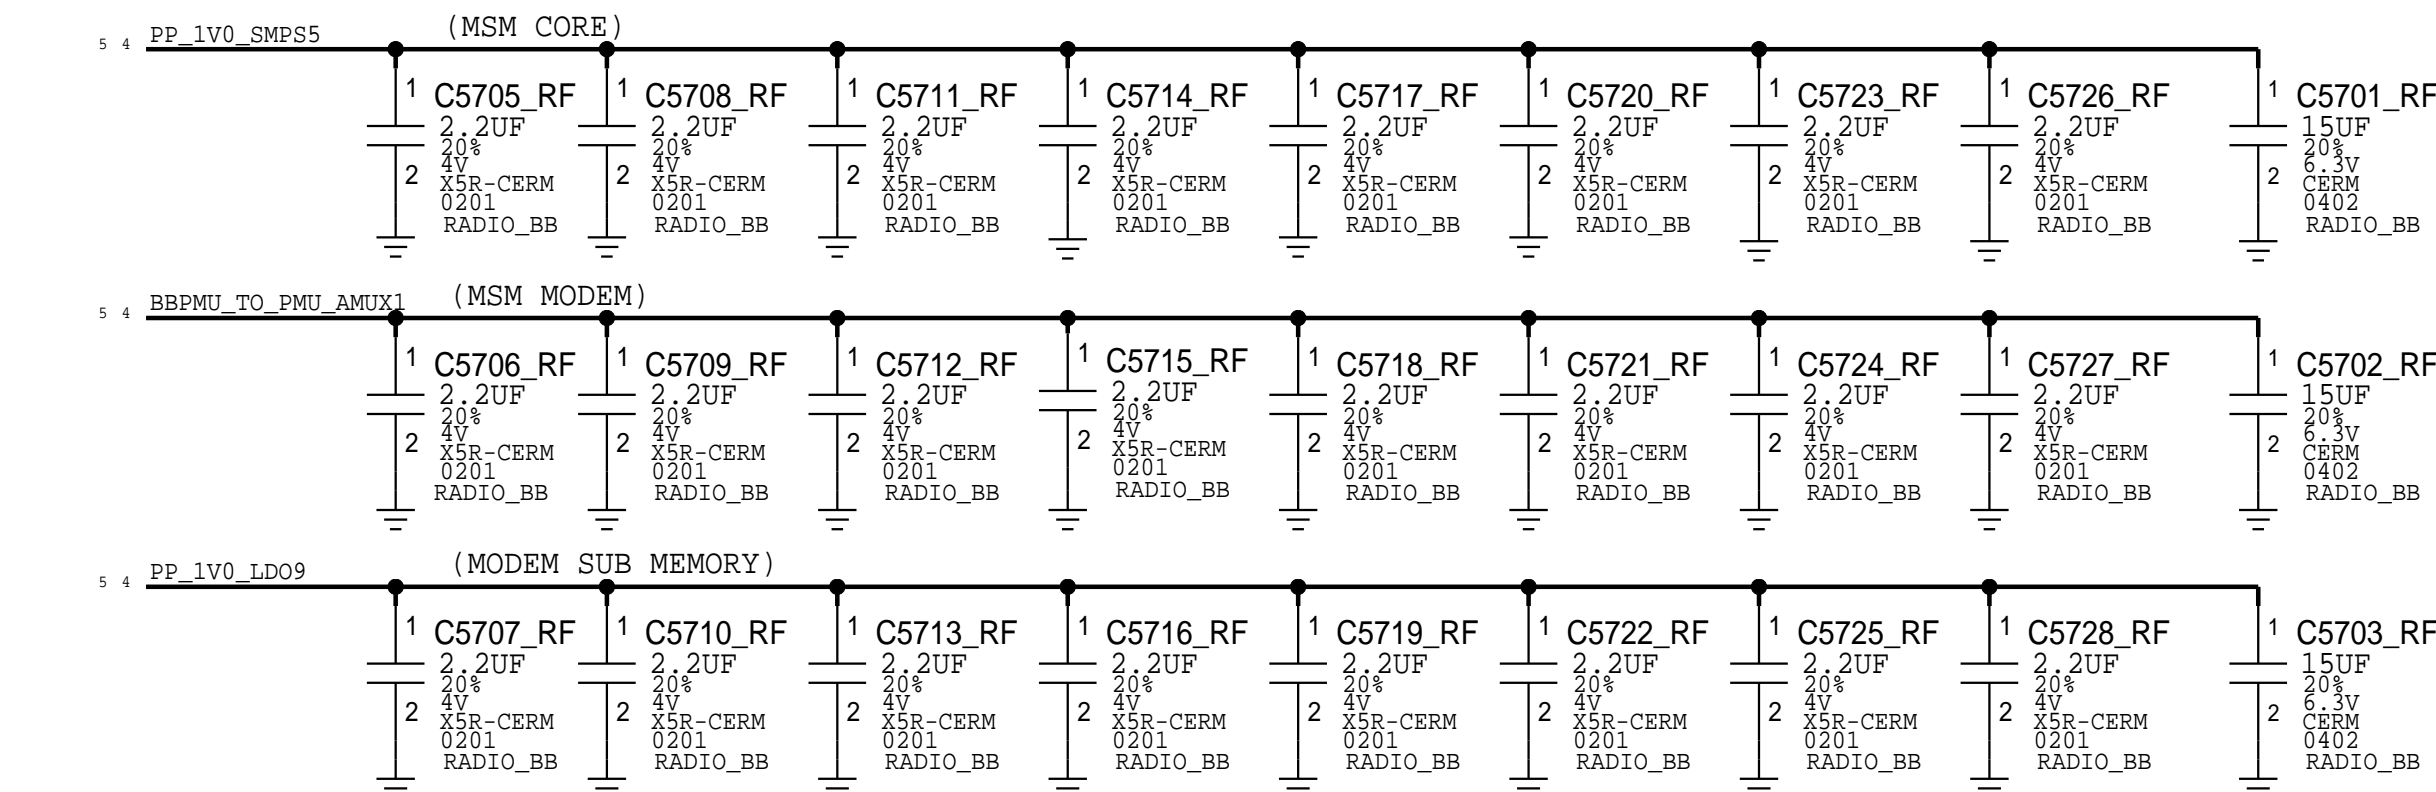 (MSM CORE)
5 4 PP_1V0_SMPS5
1 C5705_RF 1 C5708_RF 1 C5711_RF 1 C5714_RF 1 C5717_RF 1 C5720_RF 1 C5723_RF 1 C5726_RF 1 C5701_RF
2.2UF 2.2UF 2.2UF 2.2UF 2.2UF 2.2UF 2.2UF 2.2UF 15UF
20% 20% 20% 20% 20% 20% 20% 20% 20%
4V 4V 4V 4V 4V 4V 4V 4V 6.3V
2 X5R-CERM 2 X5R-CERM 2 X5R-CERM 2 X5R-CERM 2 X5R-CERM 2 X5R-CERM 2 X5R-CERM 2 X5R-CERM 2 CERM
0201 0201 0201 0201 0201 0201 0201 0201 0402
RADIO_BB RADIO_BB RADIO_BB RADIO_BB RADIO_BB RADIO_BB RADIO_BB RADIO_BB RADIO_BB
(MSM MODEM)
5 4 BBPMU_TO_PMU_AMUX1
1 C5706_RF 1 C5709_RF 1 C5712_RF 1 C5715_RF 1 C5718_RF 1 C5721_RF 1 C5724_RF 1 C5727_RF 1 C5702_RF
2.2UF 2.2UF 2.2UF 2.2UF 2.2UF 2.2UF 2.2UF 2.2UF 15UF
20% 20% 20% 20% 20% 20% 20% 20% 20%
4V 4V 4V 4V 4V 4V 4V 4V 6.3V
2 X5R-CERM 2 X5R-CERM 2 X5R-CERM 2 X5R-CERM 2 X5R-CERM 2 X5R-CERM 2 X5R-CERM 2 X5R-CERM 2 CERM
0201 0201 0201 0201 0201 0201 0201 0201 0402
RADIO_BB RADIO_BB RADIO_BB RADIO_BB RADIO_BB RADIO_BB RADIO_BB RADIO_BB RADIO_BB
(MODEM SUB MEMORY)
5 4 PP_1V0_LDO9
1 C5707_RF 1 C5710_RF 1 C5713_RF 1 C5716_RF 1 C5719_RF 1 C5722_RF 1 C5725_RF 1 C5728_RF 1 C5703_RF
2.2UF 2.2UF 2.2UF 2.2UF 2.2UF 2.2UF 2.2UF 2.2UF 15UF
20% 20% 20% 20% 20% 20% 20% 20% 20%
4V 4V 4V 4V 4V 4V 4V 4V 6.3V
2 X5R-CERM 2 X5R-CERM 2 X5R-CERM 2 X5R-CERM 2 X5R-CERM 2 X5R-CERM 2 X5R-CERM 2 X5R-CERM 2 CERM
0201 0201 0201 0201 0201 0201 0201 0201 0402
RADIO_BB RADIO_BB RADIO_BB RADIO_BB RADIO_BB RADIO_BB RADIO_BB RADIO_BB RADIO_BB